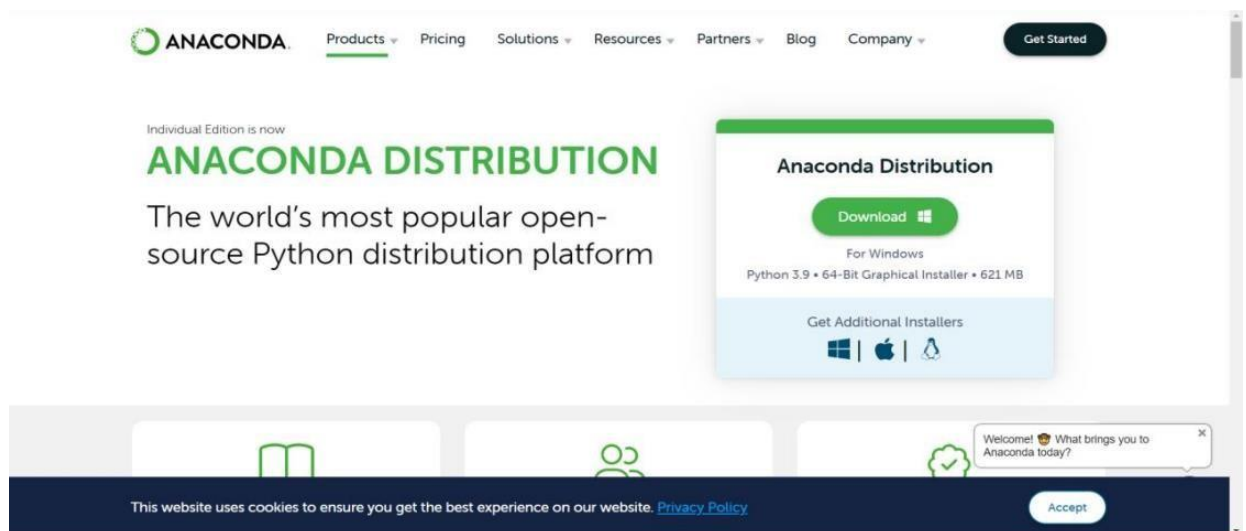 ANACONDA.
Products
Pricing
Solutions
Resources
Partners
Blog
Company
Get Started
Individual Edition is now
ANACONDA DISTRIBUTION
The world's most popular open-
source Python distribution platform
Anaconda Distribution
Download
For Windows
Python 3.9 • 64-Bit Graphical Installer • 621 MB
Get Additional Installers
| |
Welcome! 🤠 What brings you to
Anaconda today?
×
This website uses cookies to ensure you get the best experience on our website. Privacy Policy
Accept